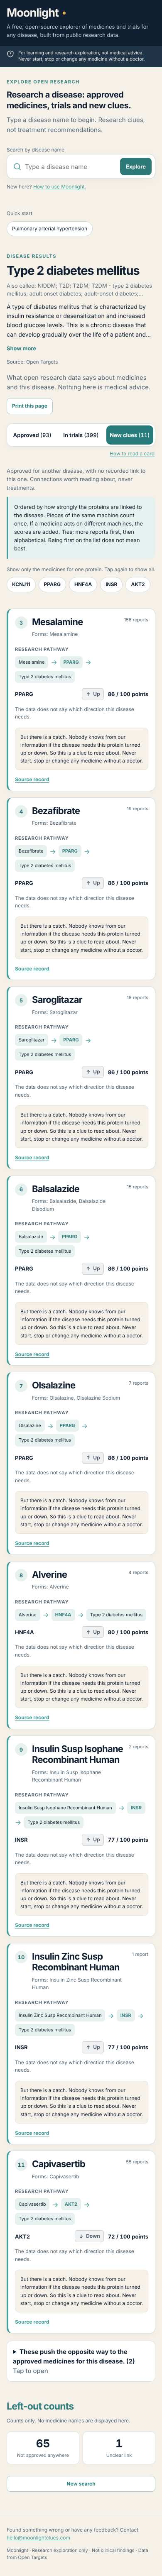 Moonlight
A free, open-source explorer of medicines and trials for any disease, built from public research data.
For learning and research exploration, not medical advice. Never start, stop or change any medicine without a doctor.
EXPLORE OPEN RESEARCH
Research a disease: approved medicines, trials and new clues.
Type a disease name to begin. Research clues, not treatment recommendations.
Search by disease name
Type a disease name
Explore
New here? How to use Moonlight.
Quick start
Pulmonary arterial hypertension
DISEASE RESULTS
Type 2 diabetes mellitus
Also called: NIDDM; T2D; T2DM; T2DM - type 2 diabetes mellitus; adult onset diabetes; adult-onset diabetes;...
A type of diabetes mellitus that is characterized by insulin resistance or desensitization and increased blood glucose levels. This is a chronic disease that can develop gradually over the life of a patient and...
Show more
Source: Open Targets
What open research data says about medicines and this disease. Nothing here is medical advice.
Print this page
Approved (93)
In trials (399)
New clues (11)
How to read a card
Approved for another disease, with no recorded link to this one. Connections worth reading about, never treatments.
Ordered by how strongly the proteins are linked to the disease. Pieces of the same machine count once. If a medicine acts on different machines, the scores are added. Ties: more reports first, then alphabetical. Being first on the list does not mean best.
Show only the medicines for one protein. Tap again to show all.
KCNJ11
PPARG
HNF4A
INSR
AKT2
3
Mesalamine
156 reports
Forms: Mesalamine
RESEARCH PATHWAY
Mesalamine → PPARG →
Type 2 diabetes mellitus
PPARG
↑ Up
86 / 100 points
The data does not say which direction this disease needs.
But there is a catch. Nobody knows from our information if the disease needs this protein turned up or down. So this is a clue to read about. Never start, stop or change any medicine without a doctor.
Source record
4
Bezafibrate
19 reports
Forms: Bezafibrate
RESEARCH PATHWAY
Bezafibrate → PPARG →
Type 2 diabetes mellitus
PPARG
↑ Up
86 / 100 points
The data does not say which direction this disease needs.
But there is a catch. Nobody knows from our information if the disease needs this protein turned up or down. So this is a clue to read about. Never start, stop or change any medicine without a doctor.
Source record
5
Saroglitazar
16 reports
Forms: Saroglitazar
RESEARCH PATHWAY
Saroglitazar → PPARG →
Type 2 diabetes mellitus
PPARG
↑ Up
86 / 100 points
The data does not say which direction this disease needs.
But there is a catch. Nobody knows from our information if the disease needs this protein turned up or down. So this is a clue to read about. Never start, stop or change any medicine without a doctor.
Source record
6
Balsalazide
15 reports
Forms: Balsalazide, Balsalazide Disodium
RESEARCH PATHWAY
Balsalazide → PPARG →
Type 2 diabetes mellitus
PPARG
↑ Up
86 / 100 points
The data does not say which direction this disease needs.
But there is a catch. Nobody knows from our information if the disease needs this protein turned up or down. So this is a clue to read about. Never start, stop or change any medicine without a doctor.
Source record
7
Olsalazine
7 reports
Forms: Olsalazine, Olsalazine Sodium
RESEARCH PATHWAY
Olsalazine → PPARG →
Type 2 diabetes mellitus
PPARG
↑ Up
86 / 100 points
The data does not say which direction this disease needs.
But there is a catch. Nobody knows from our information if the disease needs this protein turned up or down. So this is a clue to read about. Never start, stop or change any medicine without a doctor.
Source record
8
Alverine
4 reports
Forms: Alverine
RESEARCH PATHWAY
Alverine → HNF4A → Type 2 diabetes mellitus
HNF4A
↑ Up
80 / 100 points
The data does not say which direction this disease needs.
But there is a catch. Nobody knows from our information if the disease needs this protein turned up or down. So this is a clue to read about. Never start, stop or change any medicine without a doctor.
Source record
9
Insulin Susp Isophane Recombinant Human
2 reports
Forms: Insulin Susp Isophane Recombinant Human
RESEARCH PATHWAY
Insulin Susp Isophane Recombinant Human → INSR
→ Type 2 diabetes mellitus
INSR
↑ Up
77 / 100 points
The data does not say which direction this disease needs.
But there is a catch. Nobody knows from our information if the disease needs this protein turned up or down. So this is a clue to read about. Never start, stop or change any medicine without a doctor.
Source record
10
Insulin Zinc Susp Recombinant Human
1 report
Forms: Insulin Zinc Susp Recombinant Human
RESEARCH PATHWAY
Insulin Zinc Susp Recombinant Human → INSR →
Type 2 diabetes mellitus
INSR
↑ Up
77 / 100 points
The data does not say which direction this disease needs.
But there is a catch. Nobody knows from our information if the disease needs this protein turned up or down. So this is a clue to read about. Never start, stop or change any medicine without a doctor.
Source record
11
Capivasertib
55 reports
Forms: Capivasertib
RESEARCH PATHWAY
Capivasertib → AKT2 →
Type 2 diabetes mellitus
AKT2
↓ Down
72 / 100 points
The data does not say which direction this disease needs.
But there is a catch. Nobody knows from our information if the disease needs this protein turned up or down. So this is a clue to read about. Never start, stop or change any medicine without a doctor.
Source record
▶ These push the opposite way to the approved medicines for this disease. (2)
Tap to open
Left-out counts
Counts only. No medicine names are displayed here.
65
Not approved anywhere
1
Unclear link
New search
Found something wrong or have any feedback? Contact hello@moonlightclues.com
Moonlight · Research exploration only · Not clinical findings · Data from Open Targets